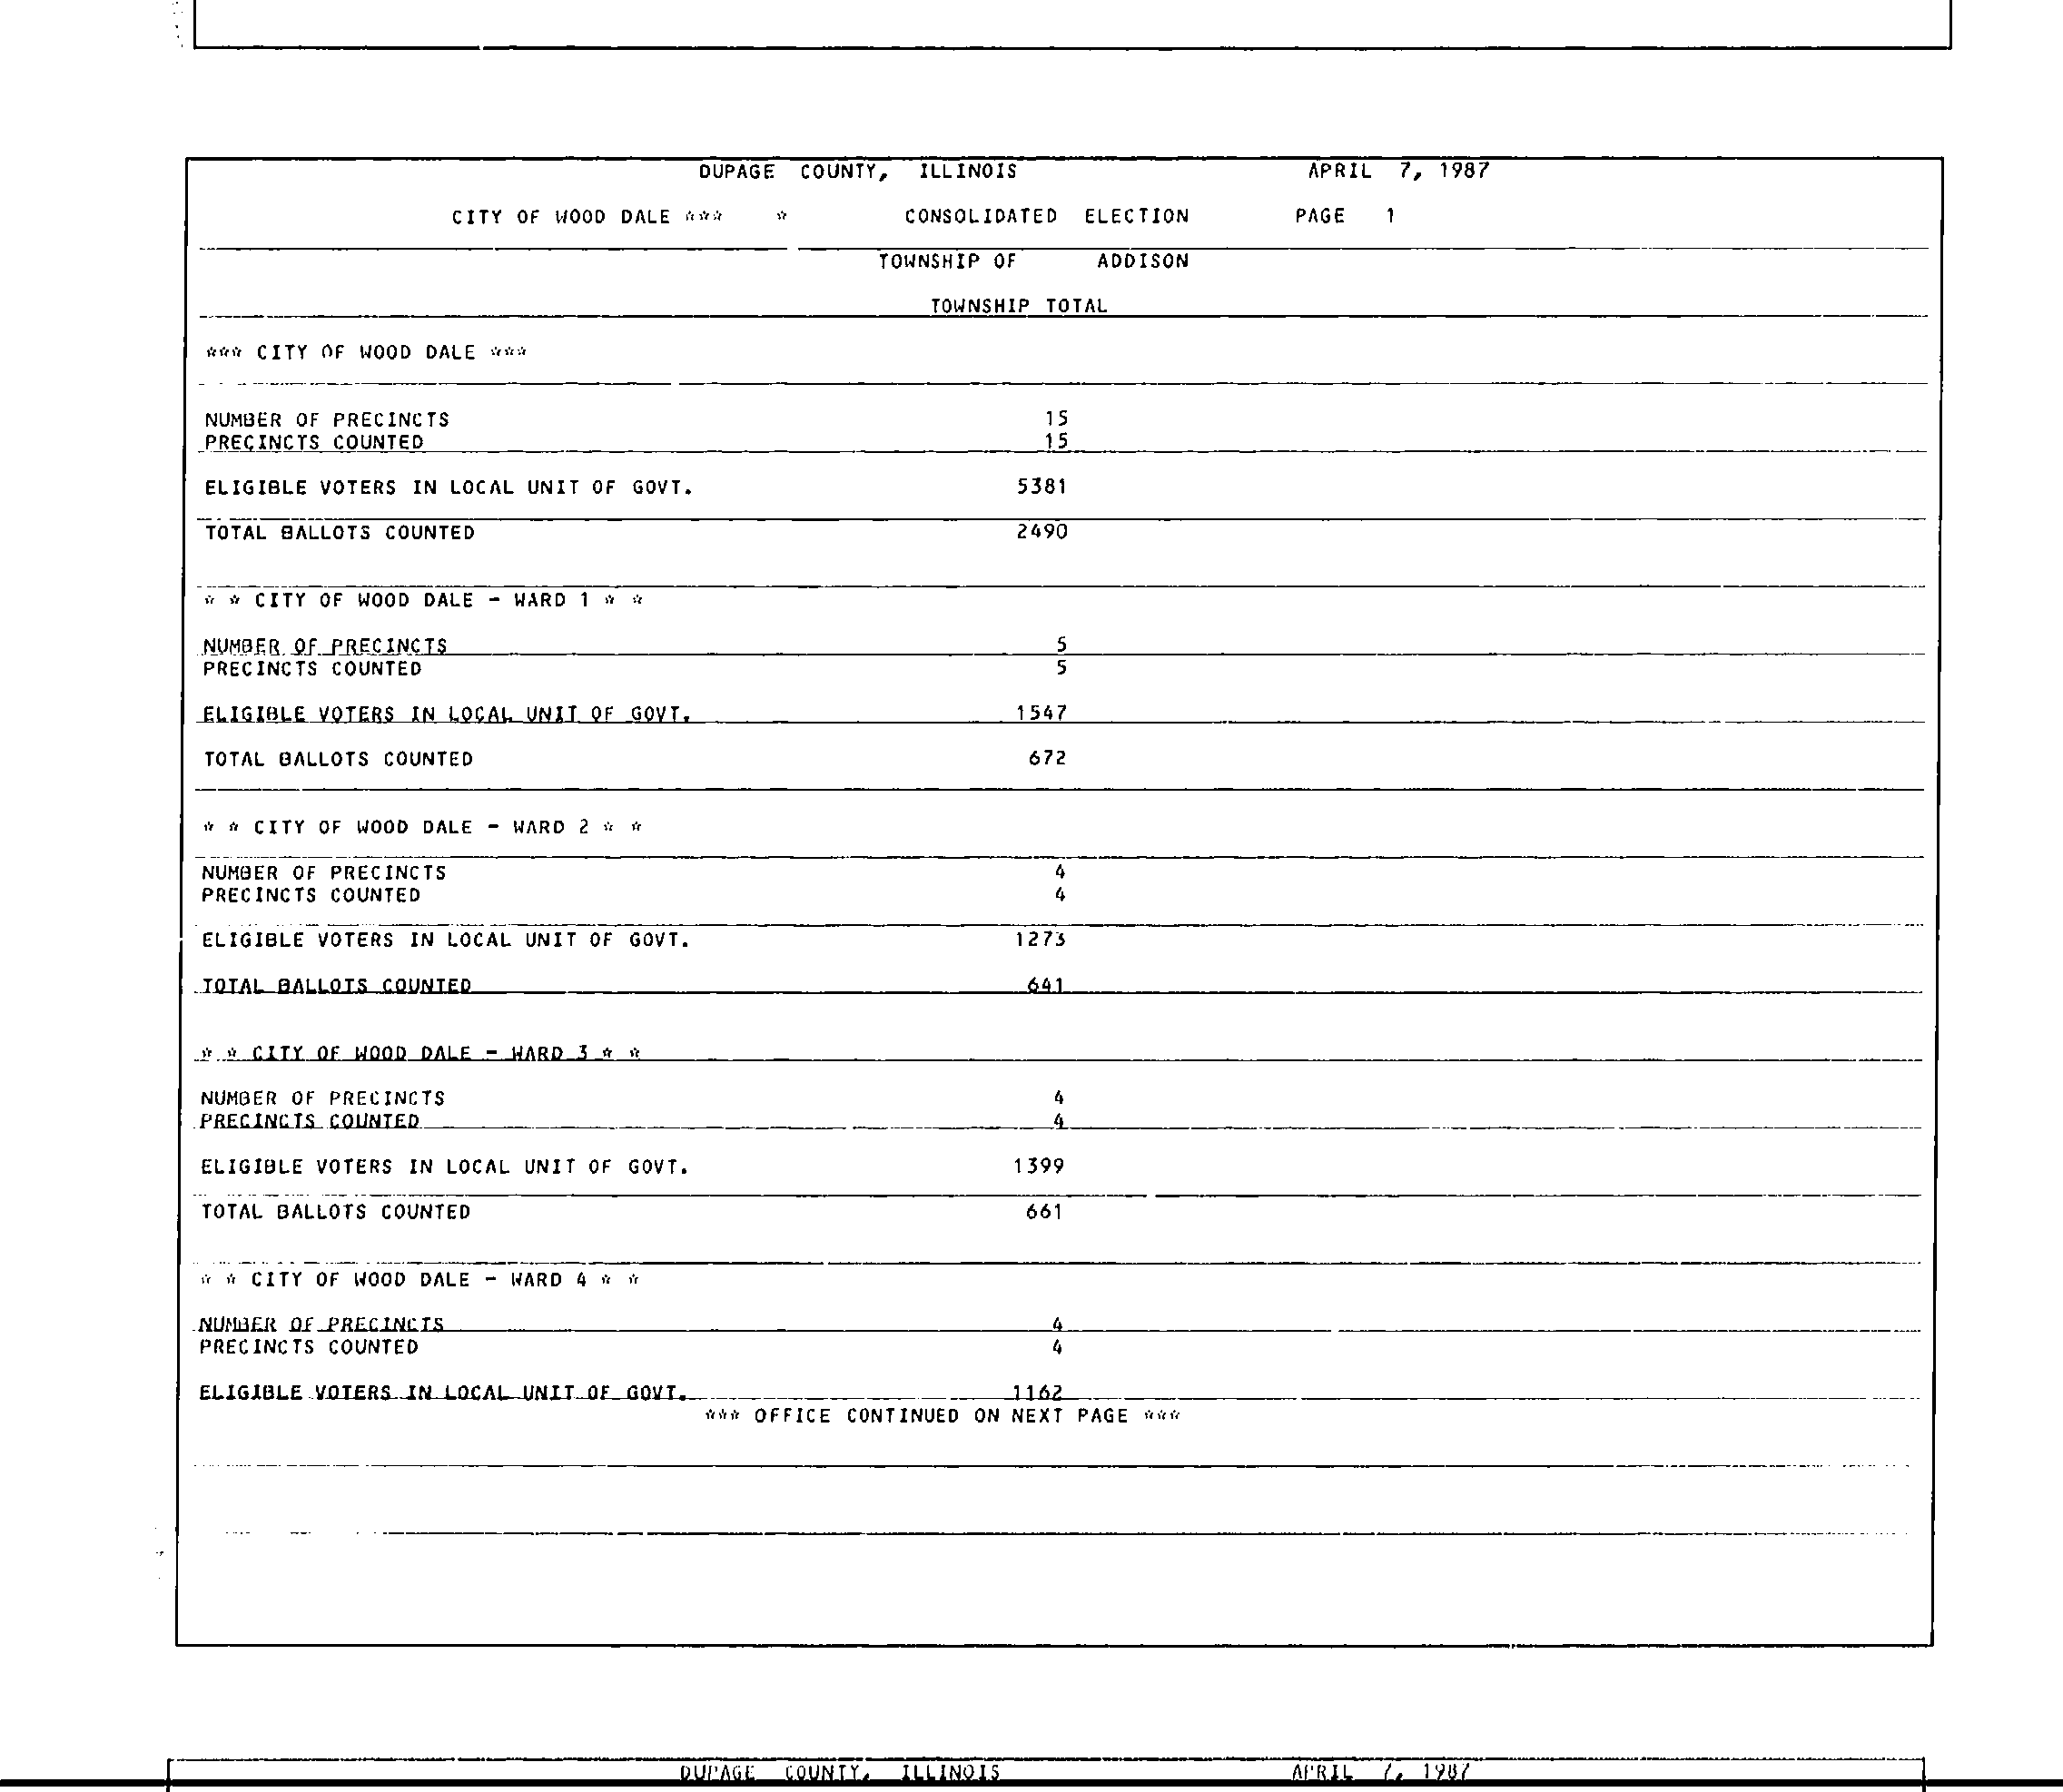 DUPAGE COUNTY, ILLINOIS APRIL 7, 1987
CITY OF WOOD DALE *** * CONSOLIDATED ELECTION PAGE 1
TOWNSHIP OF ADDISON
TOWNSHIP TOTAL
*** CITY OF WOOD DALE ***
NUMBER OF PRECINCTS 15
PRECINCTS COUNTED 15
ELIGIBLE VOTERS IN LOCAL UNIT OF GOVT. 5381
TOTAL BALLOTS COUNTED 2490
* * CITY OF WOOD DALE - WARD 1 * *
NUMBER OF PRECINCTS 5
PRECINCTS COUNTED 5
ELIGIBLE VOTERS IN LOCAL UNIT OF GOVT. 1547
TOTAL BALLOTS COUNTED 672
* * CITY OF WOOD DALE - WARD 2 * *
NUMBER OF PRECINCTS 4
PRECINCTS COUNTED 4
ELIGIBLE VOTERS IN LOCAL UNIT OF GOVT. 1273
TOTAL BALLOTS COUNTED 641
* * CITY OF WOOD DALE - WARD 3 * *
NUMBER OF PRECINCTS 4
PRECINCTS COUNTED 4
ELIGIBLE VOTERS IN LOCAL UNIT OF GOVT. 1399
TOTAL BALLOTS COUNTED 661
* * CITY OF WOOD DALE - WARD 4 * *
NUMBER OF PRECINCTS 4
PRECINCTS COUNTED 4
ELIGIBLE VOTERS IN LOCAL UNIT OF GOVT. 1162
*** OFFICE CONTINUED ON NEXT PAGE ***
DUPAGE COUNTY, ILLINOIS APRIL 7, 1987